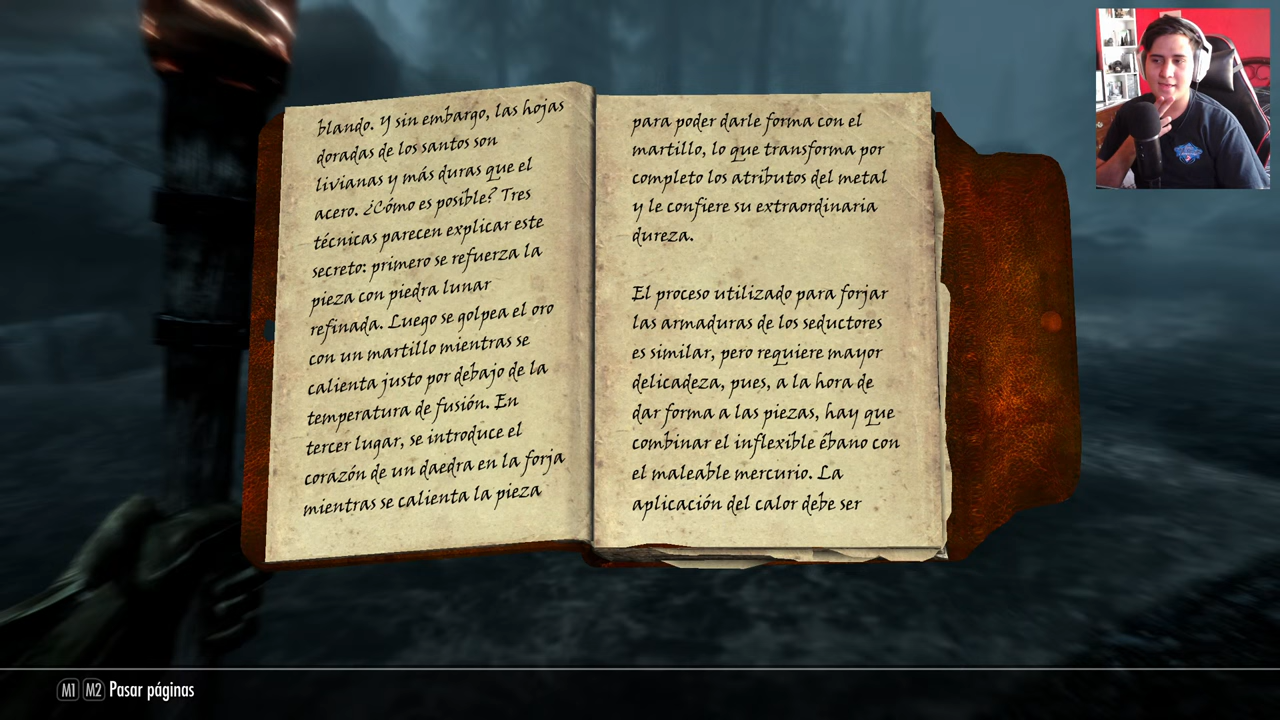 blando. Y sin embargo, las hojas
doradas de los santos son
livianas y más duras que el
acero. ¿Cómo es posible? Tres
técnicas parecen explicar este
secreto: primero se refuerza la
pieza con piedra lunar
refinada. Luego se golpea el oro
con un martillo mientras se
calienta justo por debajo de la
temperatura de fusión. En
tercer lugar, se introduce el
corazón de un daedra en la forja
mientras se calienta la pieza
para poder darle forma con el
martillo, lo que transforma por
completo los atributos del metal
y le confiere su extraordinaria
dureza.
El proceso utilizado para forjar
las armaduras de los seductores
es similar, pero requiere mayor
delicadeza, pues, a la hora de
dar forma a las piezas, hay que
combinar el inflexible ébano con
el maleable mercurio. La
aplicación del calor debe ser
M1 M2 Pasar páginas